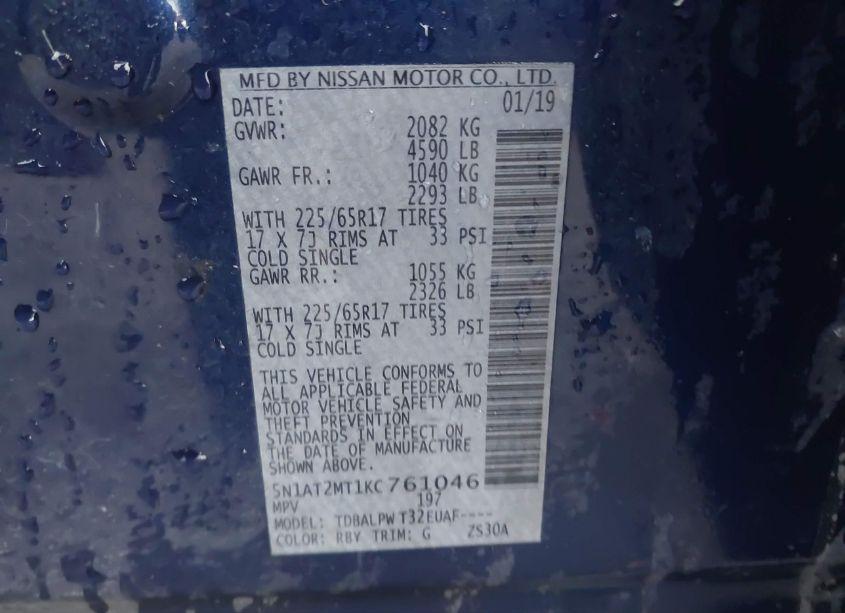 MFD BY NISSAN MOTOR CO., LTD.
DATE: 01/19
GVWR: 2082 KG
4590 LB
GAWR FR.: 1040 KG
2293 LB
WITH 225/65R17 TIRES
17 X 7J RIMS AT 33 PSI
COLD SINGLE
GAWR RR.: 1055 KG
2326 LB
WITH 225/65R17 TIRES
17 X 7J RIMS AT 33 PSI
COLD SINGLE
THIS VEHICLE CONFORMS TO
ALL APPLICABLE FEDERAL
MOTOR VEHICLE SAFETY AND
THEFT PREVENTION
STANDARDS IN EFFECT ON
THE DATE OF MANUFACTURE
SHOWN ABOVE.
5N1AT2MT1KC761046
MPV 197
MODEL: TDBALPW T32EUAF----
COLOR: RBY TRIM: G ZS30A